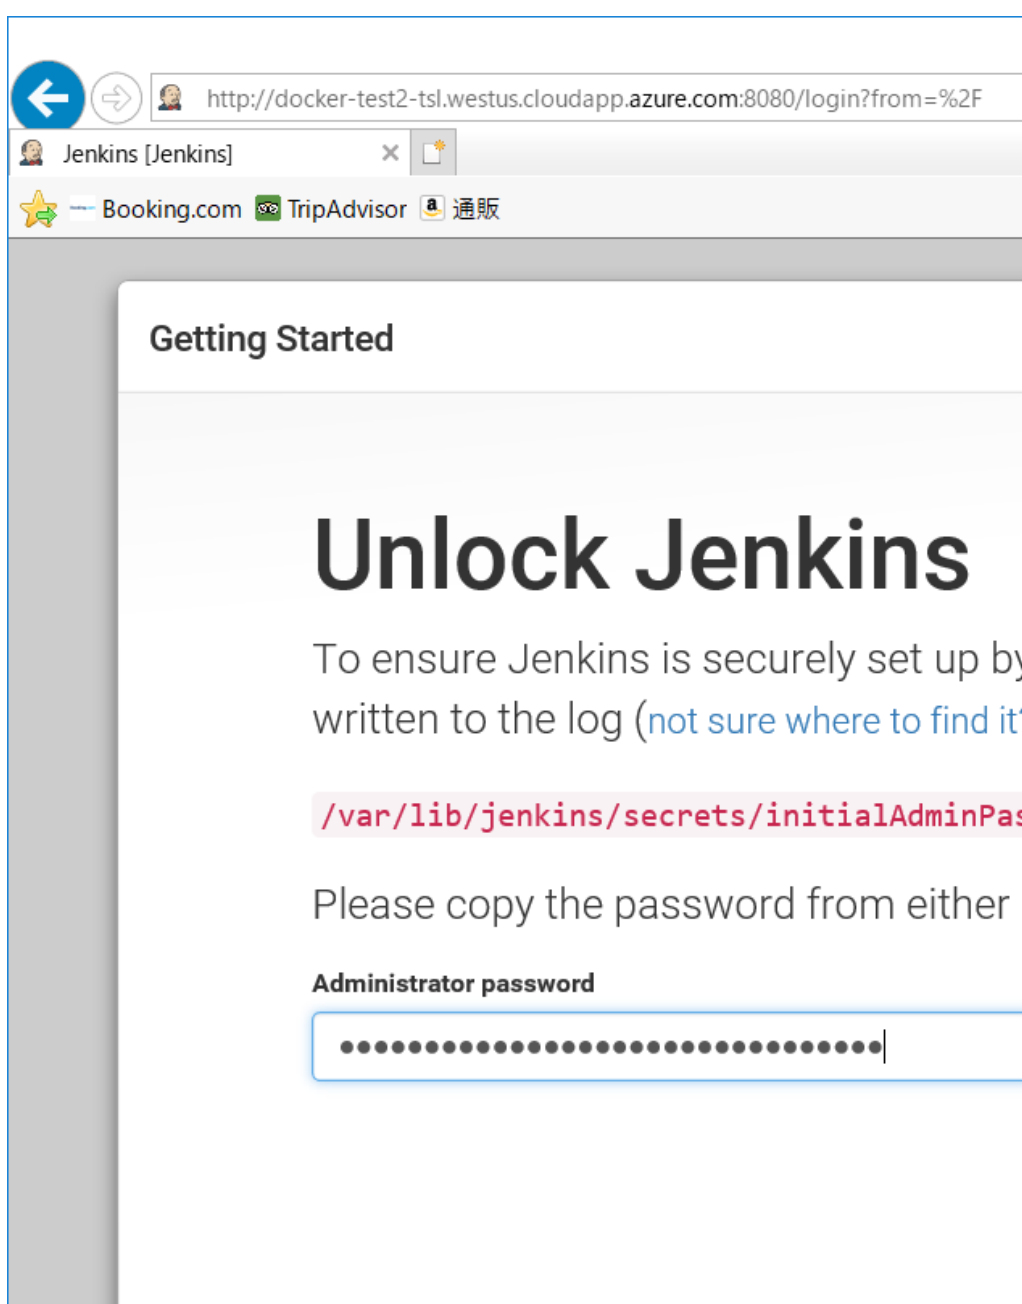 http://docker-test2-tsl.westus.cloudapp.azure.com:8080/login?from=%2F
Jenkins [Jenkins]
Booking.com TripAdvisor a 通販
Getting Started
Unlock Jenkins
To ensure Jenkins is securely set up by
written to the log (not sure where to find it?
/var/lib/jenkins/secrets/initialAdminPas
Please copy the password from either
Administrator password